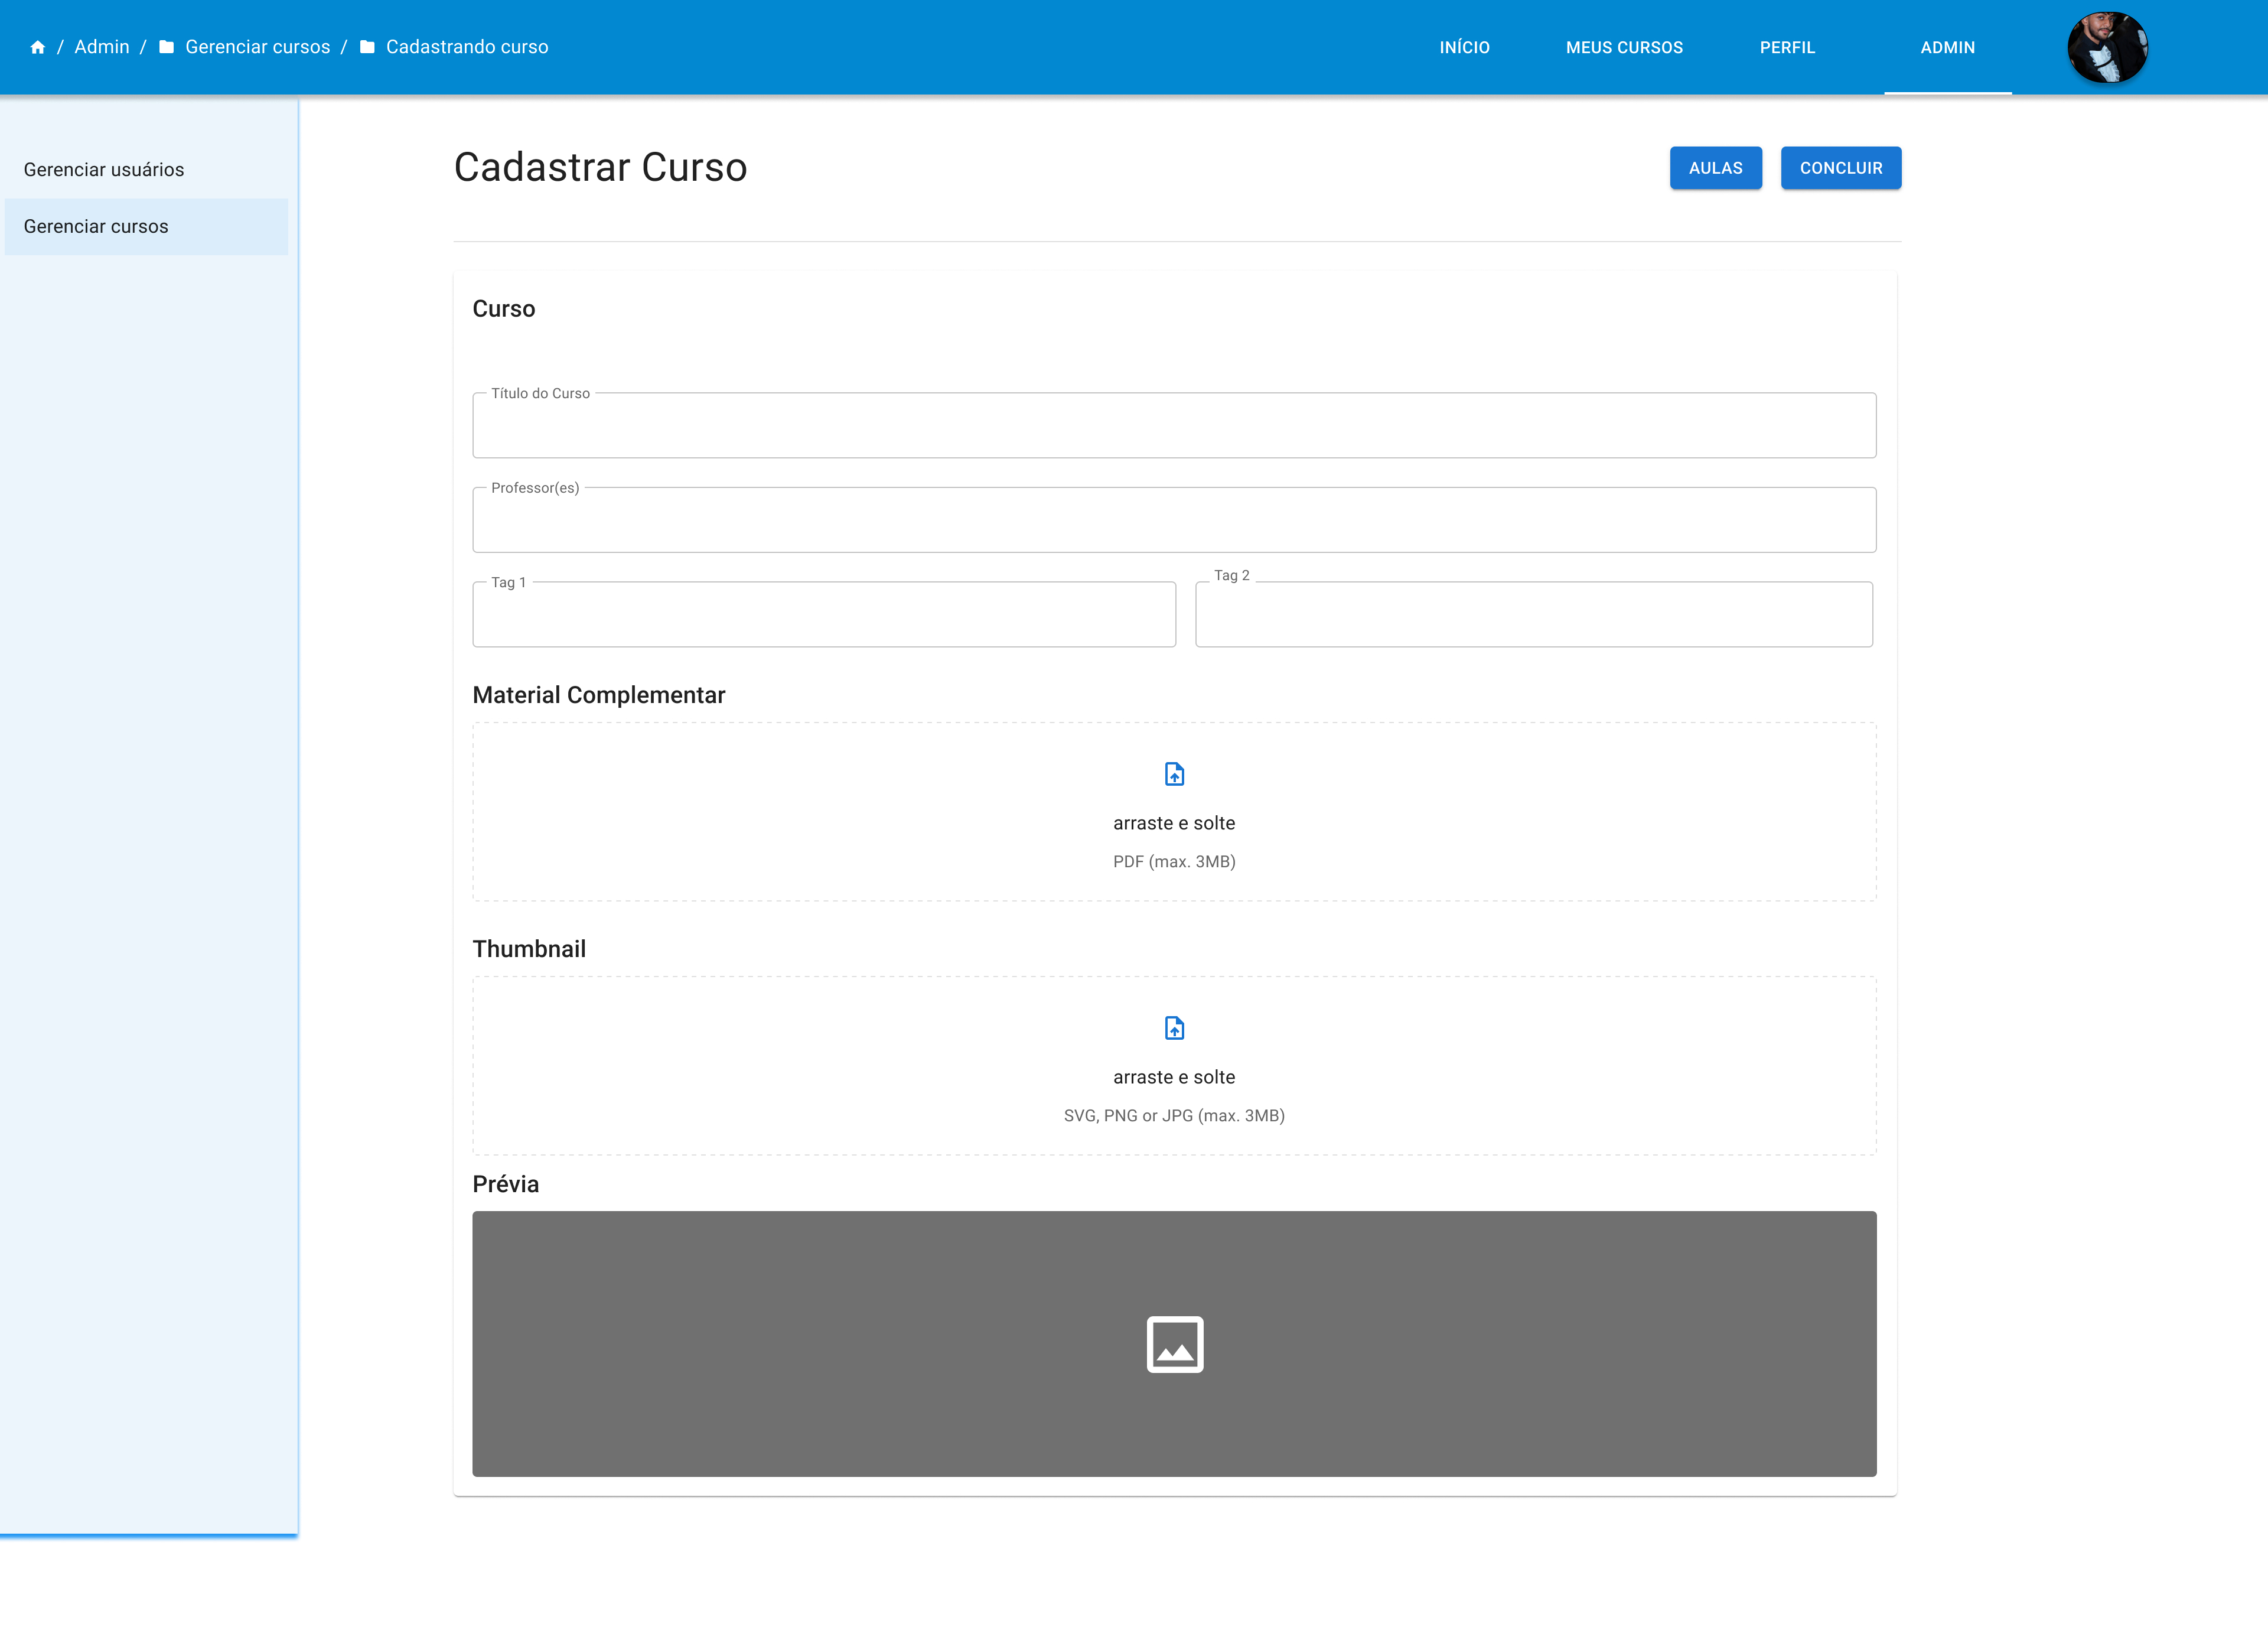 / Admin / Gerenciar cursos / Cadastrando curso
INÍCIO MEUS CURSOS PERFIL ADMIN
Gerenciar usuários
Gerenciar cursos
Cadastrar Curso
AULAS CONCLUIR
Curso
Título do Curso
Professor(es)
Tag 1 Tag 2
Material Complementar
arraste e solte
PDF (max. 3MB)
Thumbnail
arraste e solte
SVG, PNG or JPG (max. 3MB)
Prévia